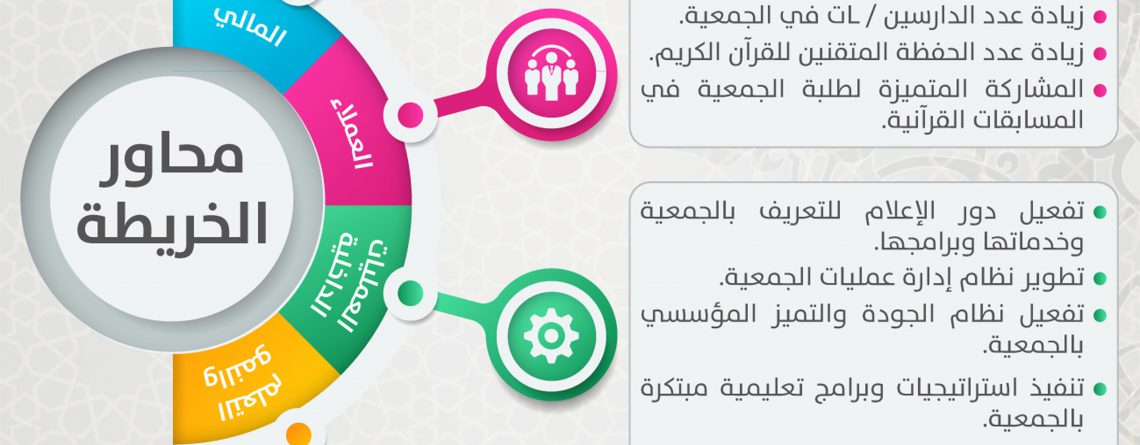 محاور
الخريطة
المالي
العملاء
العمليات
الداخلية
التعلم
والنمو
زيادة عدد الدارسين / ـات في الجمعية.
زيادة عدد الحفظة المتقنين للقرآن الكريم.
المشاركة المتميزة لطلبة الجمعية في
المسابقات القرآنية.
تفعيل دور الإعلام للتعريف بالجمعية
وخدماتها وبرامجها.
تطوير نظام إدارة عمليات الجمعية.
تفعيل نظام الجودة والتميز المؤسسي
بالجمعية.
تنفيذ استراتيجيات وبرامج تعليمية مبتكرة
بالجمعية.